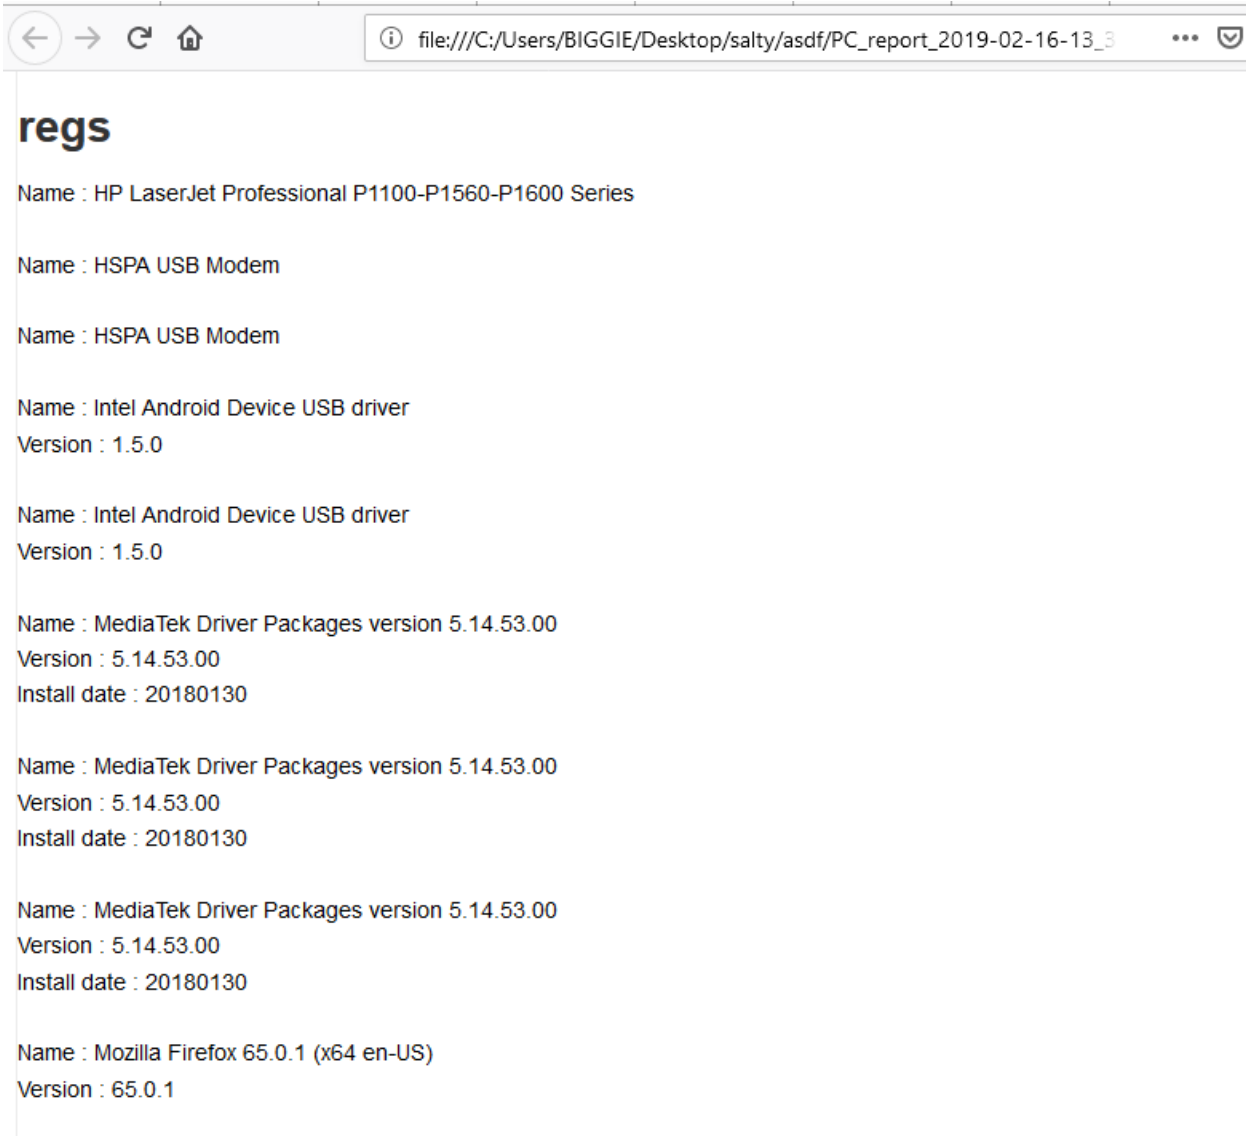 file:///C:/Users/BIGGIE/Desktop/salty/asdf/PC_report_2019-02-16-13_3
regs
Name : HP LaserJet Professional P1100-P1560-P1600 Series
Name : HSPA USB Modem
Name : HSPA USB Modem
Name : Intel Android Device USB driver
Version : 1.5.0
Name : Intel Android Device USB driver
Version : 1.5.0
Name : MediaTek Driver Packages version 5.14.53.00
Version : 5.14.53.00
Install date : 20180130
Name : MediaTek Driver Packages version 5.14.53.00
Version : 5.14.53.00
Install date : 20180130
Name : MediaTek Driver Packages version 5.14.53.00
Version : 5.14.53.00
Install date : 20180130
Name : Mozilla Firefox 65.0.1 (x64 en-US)
Version : 65.0.1